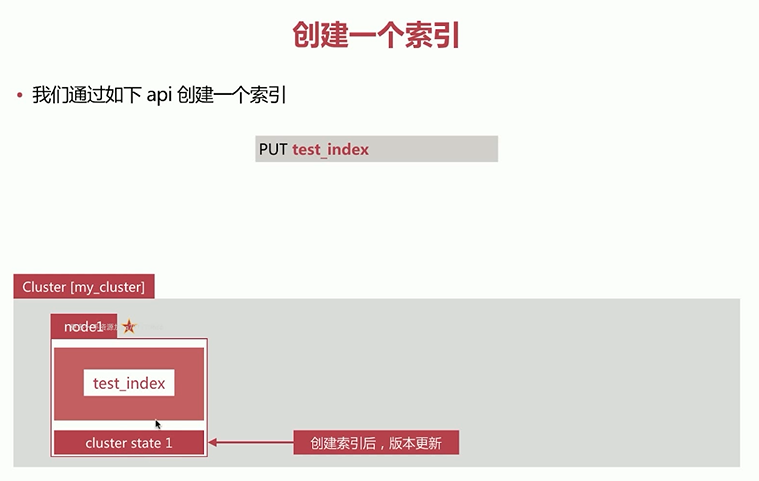 创建一个索引
• 我们通过如下 api 创建一个索引
PUT test_index
Cluster [my_cluster]
node1
test_index
cluster state 1
创建索引后，版本更新